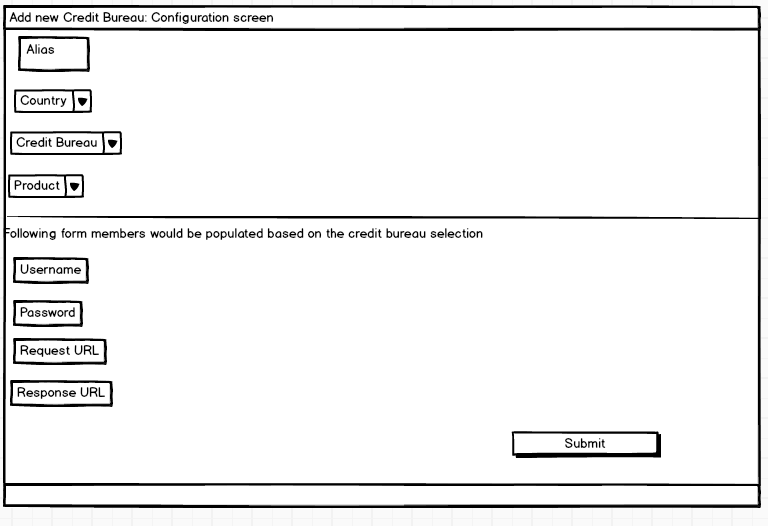 Add new Credit Bureau: Configuration screen
Alias
Country
Credit Bureau
Product
Following form members would be populated based on the credit bureau selection
Username
Password
Request URL
Response URL
Submit